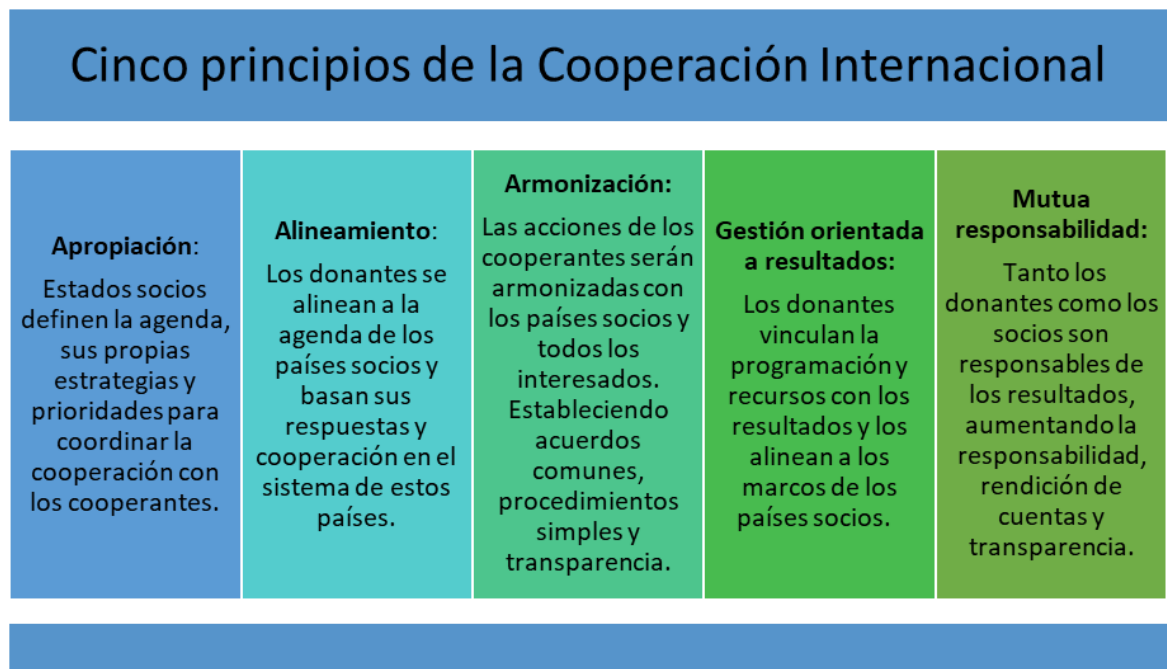 Cinco principios de la Cooperación Internacional
Apropiación:
Estados socios
definen la agenda,
sus propias
estrategias y
prioridades para
coordinar la
cooperación con
los cooperantes.
Alineamiento:
Los donantes se
alinean a la
agenda de los
países socios y
basan sus
respuestas y
cooperación en el
sistema de estos
países.
Armonización:
Las acciones de los
cooperantes serán
armonizadas con
los países socios y
todos los
interesados.
Estableciendo
acuerdos
comunes,
procedimientos
simples y
transparencia.
Gestión orientada
a resultados:
Los donantes
vinculan la
programación y
recursos con los
resultados y los
alinean a los
marcos de los
países socios.
Mutua
responsabilidad:
Tanto los
donantes como los
socios son
responsables de
los resultados,
aumentando la
responsabilidad,
rendición de
cuentas y
transparencia.